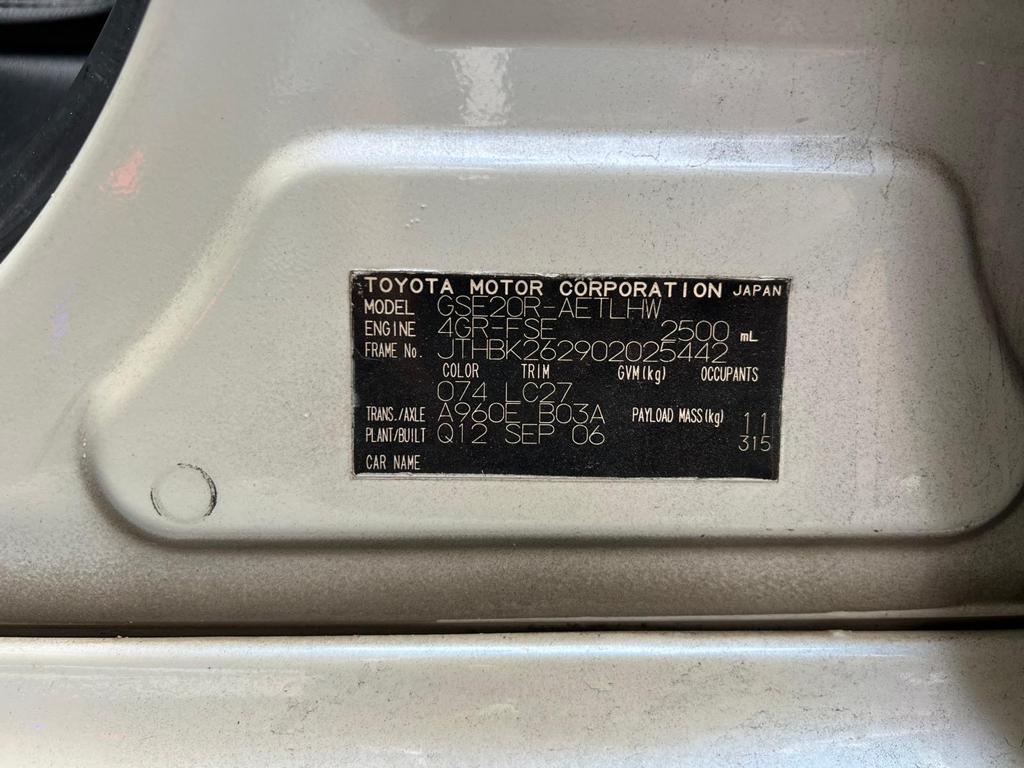 TOYOTA MOTOR CORPORATION JAPAN
MODEL GSE20R-AETLHW
ENGINE 4GR-FSE 2500 mL
FRAME No. JTHBK262902025442
COLOR TRIM GVM(kg) OCCUPANTS
074 LC27
TRANS./AXLE A960E B03A PAYLOAD MASS(kg) 11
PLANT/BUILT Q12 SEP 06 315
CAR NAME